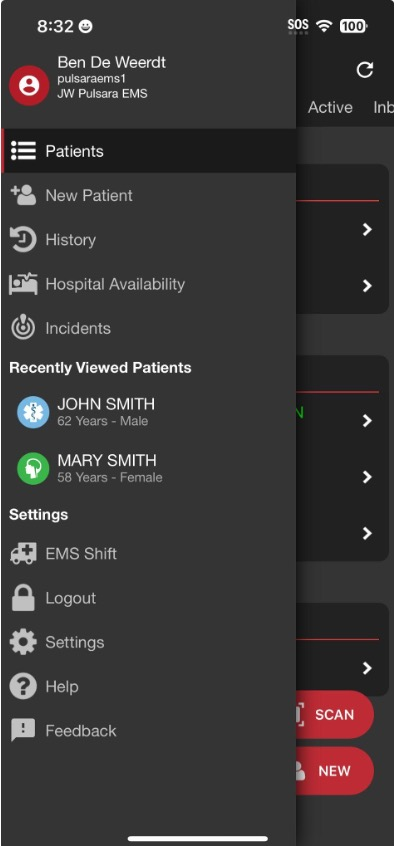 8:32
SOS 100
Ben De Weerdt
pulsaraems1
JW Pulsara EMS
Active Inb
Patients
New Patient
History
Hospital Availability
Incidents
Recently Viewed Patients
JOHN SMITH
62 Years - Male
N
MARY SMITH
58 Years - Female
Settings
EMS Shift
Logout
Settings
Help
SCAN
Feedback
NEW